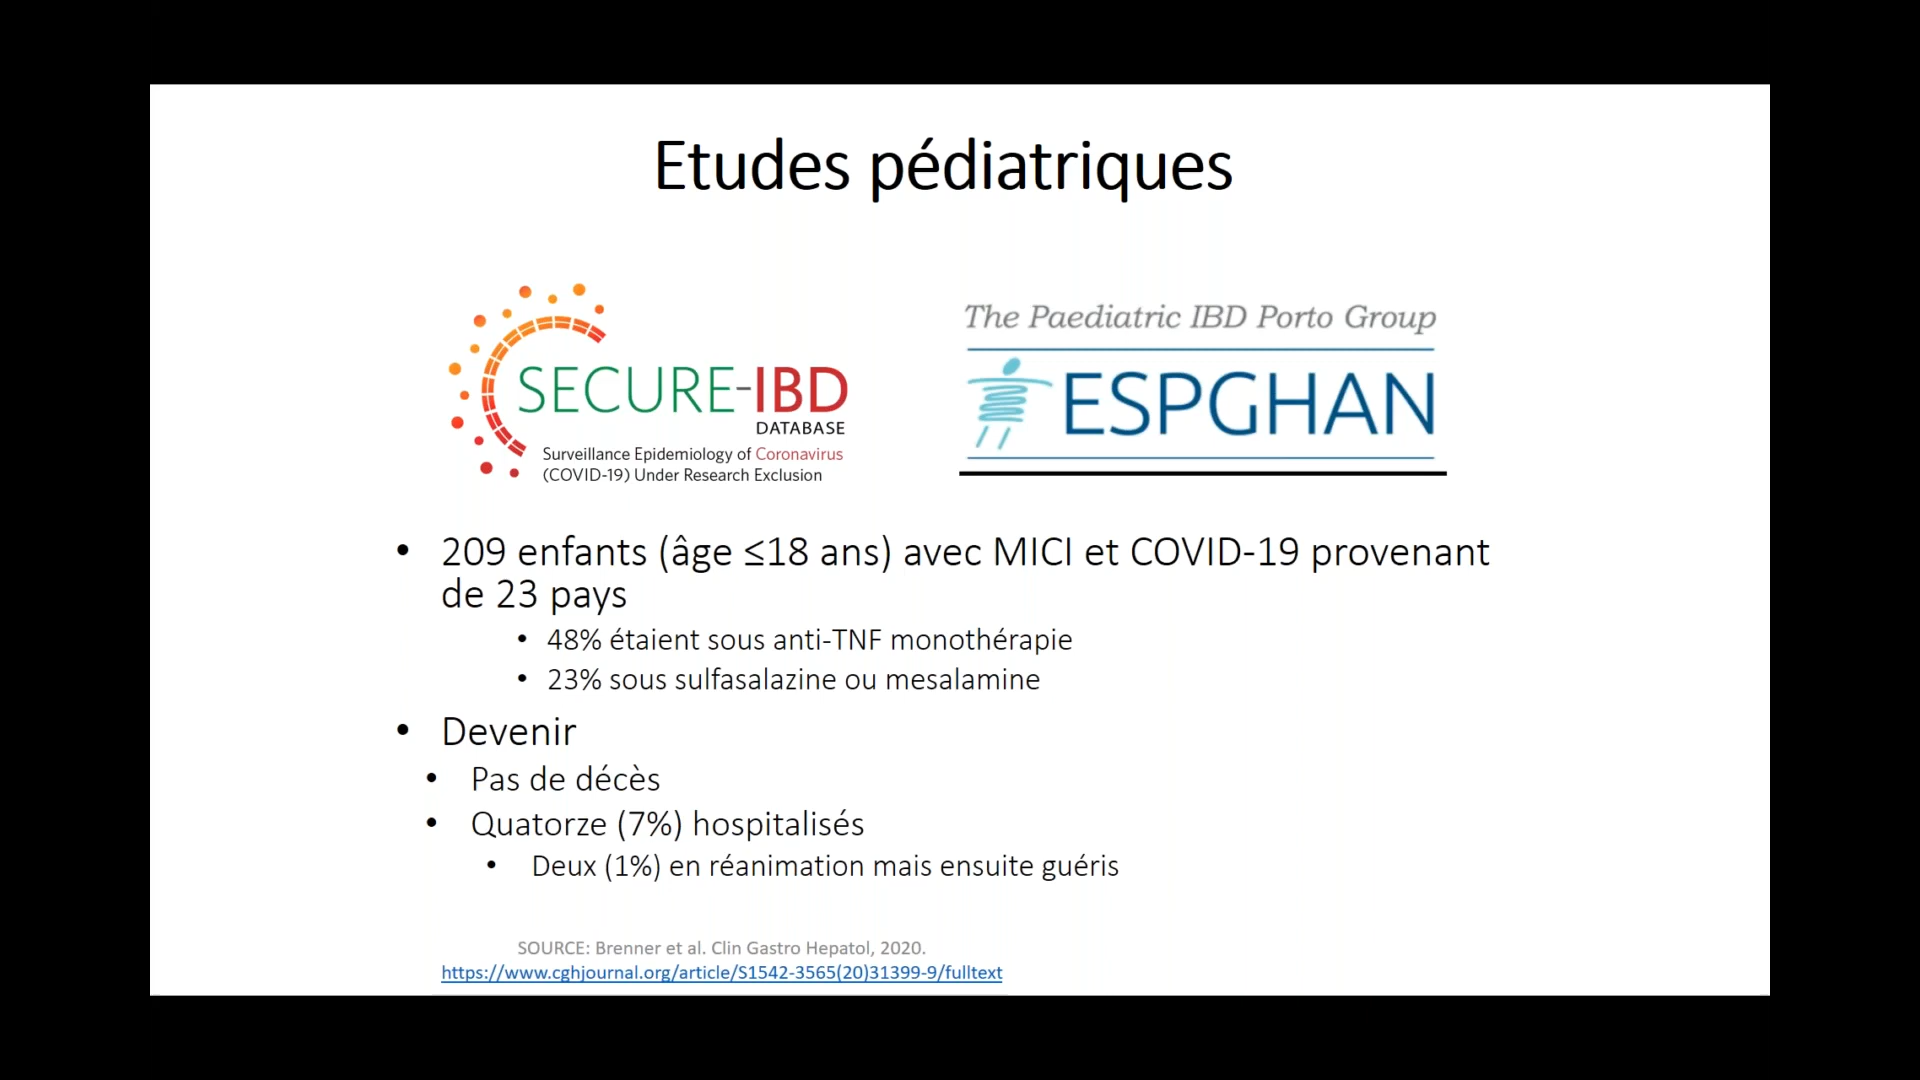 Etudes pédiatriques
SECURE-IBD
DATABASE
Surveillance Epidemiology of Coronavirus
(COVID-19) Under Research Exclusion
The Paediatric IBD Porto Group
ESPGHAN
• 209 enfants (âge ≤18 ans) avec MICI et COVID-19 provenant
de 23 pays
• 48% étaient sous anti-TNF monothérapie
• 23% sous sulfasalazine ou mesalamine
• Devenir
• Pas de décès
• Quatorze (7%) hospitalisés
• Deux (1%) en réanimation mais ensuite guéris
SOURCE: Brenner et al. Clin Gastro Hepatol, 2020.
https://www.cghjournal.org/article/S1542-3565(20)31399-9/fulltext